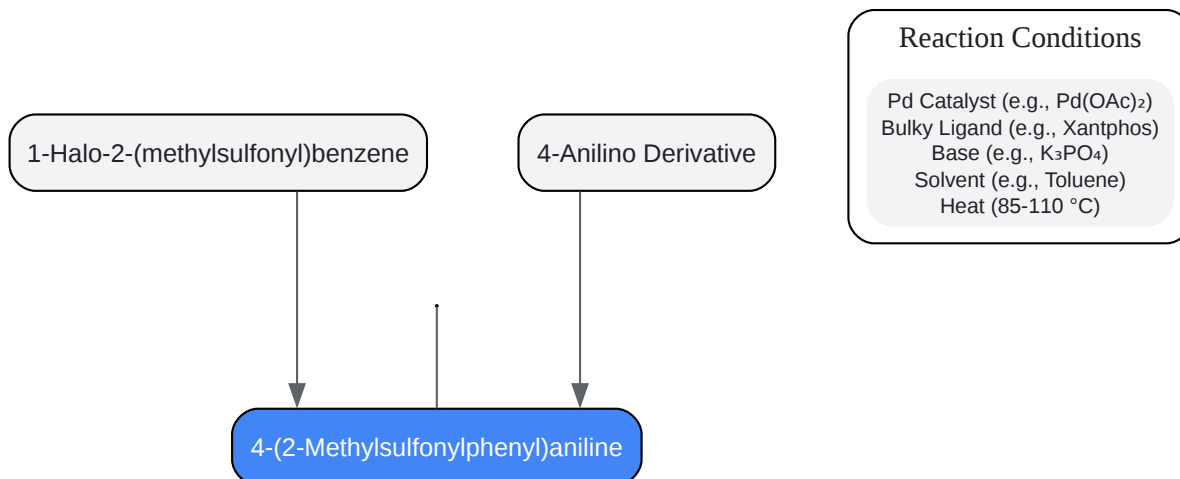 Reaction Conditions
Pd Catalyst (e.g., Pd(OAc)₂)
Bulky Ligand (e.g., Xantphos)
Base (e.g., K₃PO₄)
Solvent (e.g., Toluene)
Heat (85-110 °C)
1-Halo-2-(methylsulfonyl)benzene
4-Anilino Derivative
4-(2-Methylsulfonylphenyl)aniline